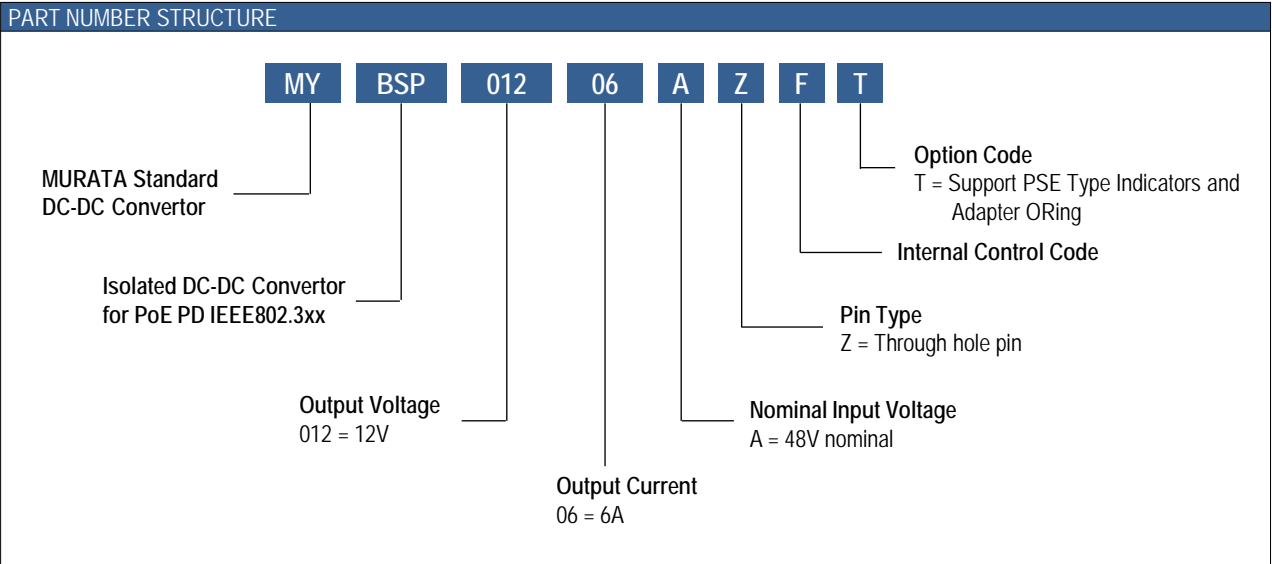 PART NUMBER STRUCTURE
MY BSP 012 06 A Z F T
Option Code
T = Support PSE Type Indicators and
Adapter ORing
MURATA Standard
DC-DC Convertor
Internal Control Code
Isolated DC-DC Convertor
for PoE PD IEEE802.3xx
Pin Type
Z = Through hole pin
Output Voltage
012 = 12V
Nominal Input Voltage
A = 48V nominal
Output Current
06 = 6A